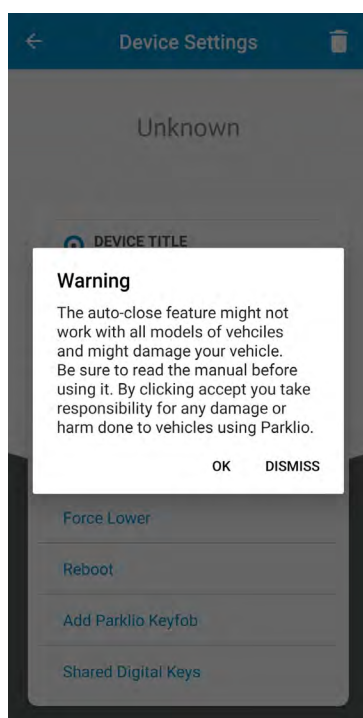 Device Settings
Unknown
DEVICE TITLE
Warning
The auto-close feature might not
work with all models of vehciles
and might damage your vehicle.
Be sure to read the manual before
using it. By clicking accept you take
responsibility for any damage or
harm done to vehicles using Parklio.
OK DISMISS
Force Lower
Reboot
Add Parklio Keyfob
Shared Digital Keys